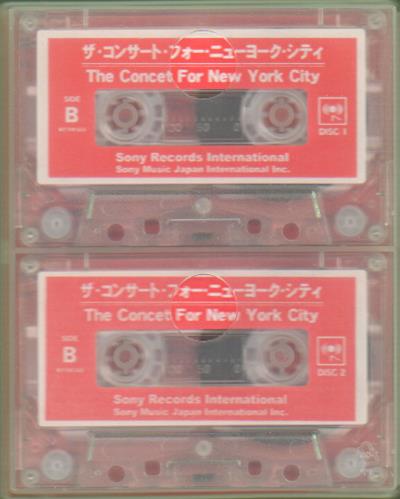 ザ・コンサート・フォー・ニューヨーク・シティ
The Concet For New York City
SIDE
B
DISC 1
30 50 0
Sony Records International
Sony Music Japan International Inc.
ザ・コンサート・フォー・ニューヨーク・シティ
The Concet For New York City
SIDE
B
DISC 2
Sony Records International
Sony Music Japan International Inc.